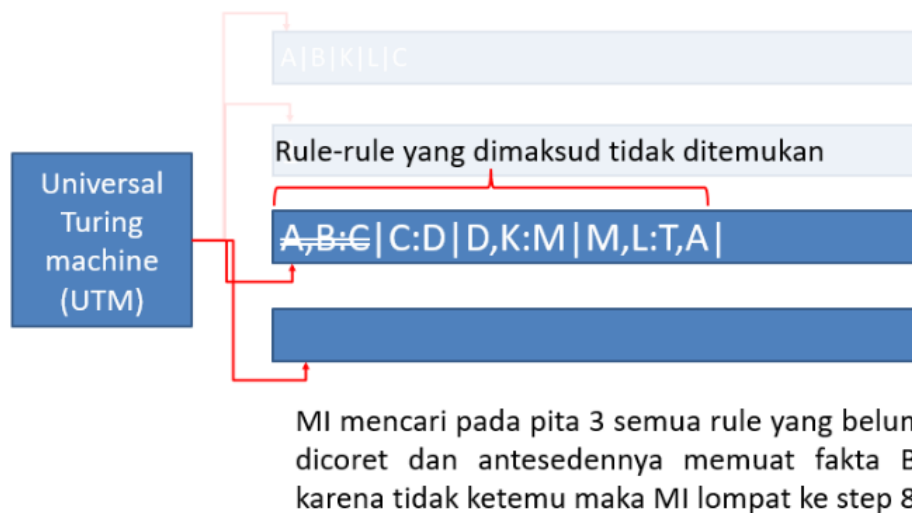 A|B|K|L|C
Rule-rule yang dimaksud tidak ditemukan
Universal
Turing
machine
(UTM)
A,B:C|C:D|D,K:M|M,L:T,A|
MI mencari pada pita 3 semua rule yang belum
dicoret dan antesedennya memuat fakta B
karena tidak ketemu maka MI lompat ke step 8